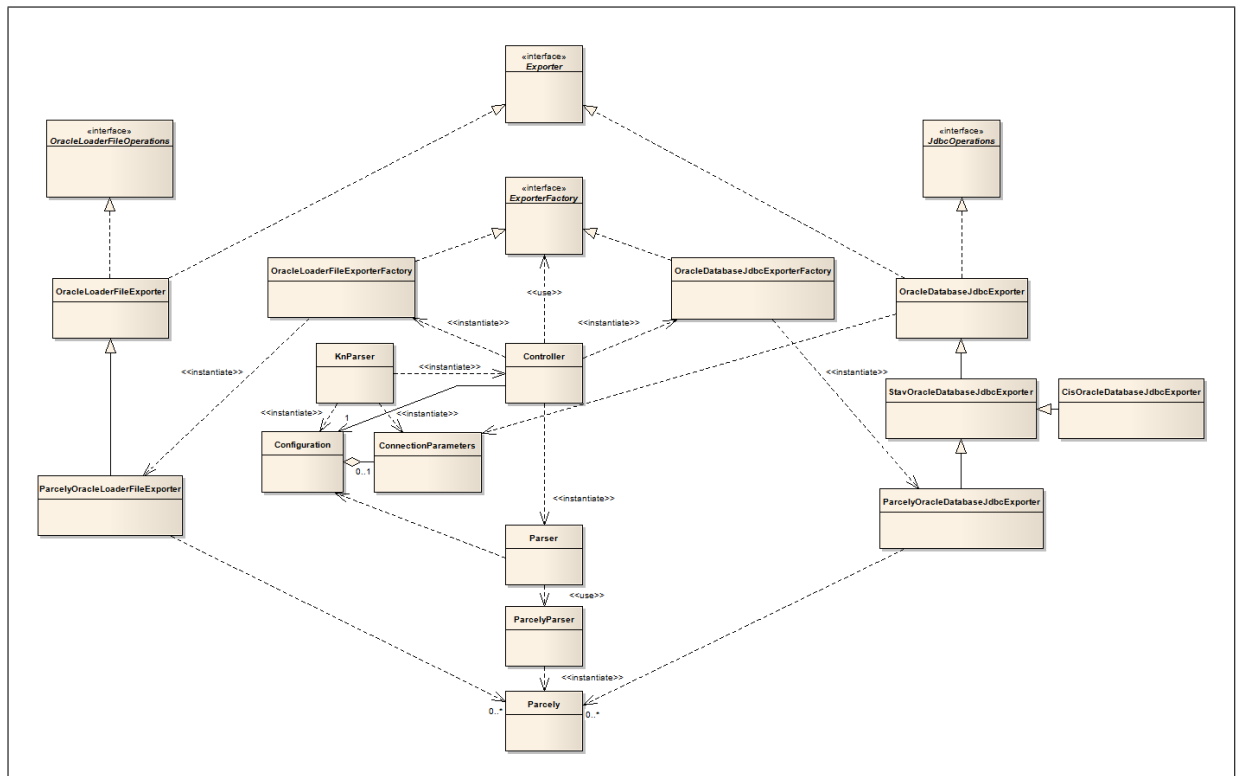 «interface»
Exporter
«interface»
OracleLoaderFileOperations
«interface»
JdbcOperations
«interface»
ExporterFactory
OracleLoaderFileExporterFactory
OracleDatabaseJdbcExporterFactory
OracleLoaderFileExporter
OracleDatabaseJdbcExporter
<<use>>
<<instantiate>>
<<instantiate>>
KnParser
Controller
<<instantiate>>
<<instantiate>>
<<instantiate>>
StavOracleDatabaseJdbcExporter
CisOracleDatabaseJdbcExporter
<<instantiate>>
1
<<instantiate>>
Configuration
ConnectionParameters
0..1
ParcelyOracleLoaderFileExporter
ParcelyOracleDatabaseJdbcExporter
<<instantiate>>
Parser
<<use>>
ParcelyParser
<<instantiate>>
Parcely
0..*
0..*